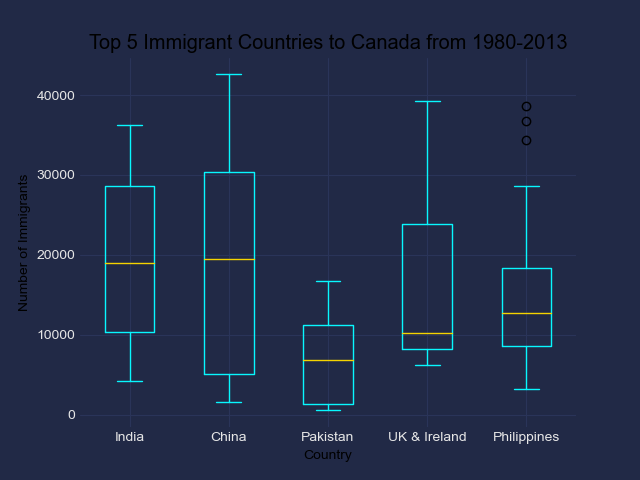 Top 5 Immigrant Countries to Canada from 1980-2013
Number of Immigrants
40000
30000
20000
10000
0
India China Pakistan UK & Ireland Philippines
Country